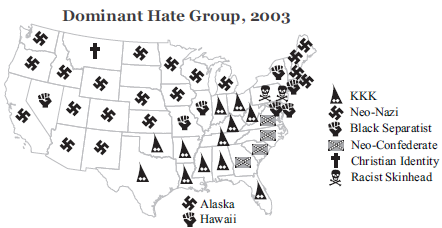 Dominant Hate Group, 2003
KKK
Neo-Nazi
Black Separatist
Neo-Confederate
Christian Identity
Racist Skinhead
Alaska
Hawaii